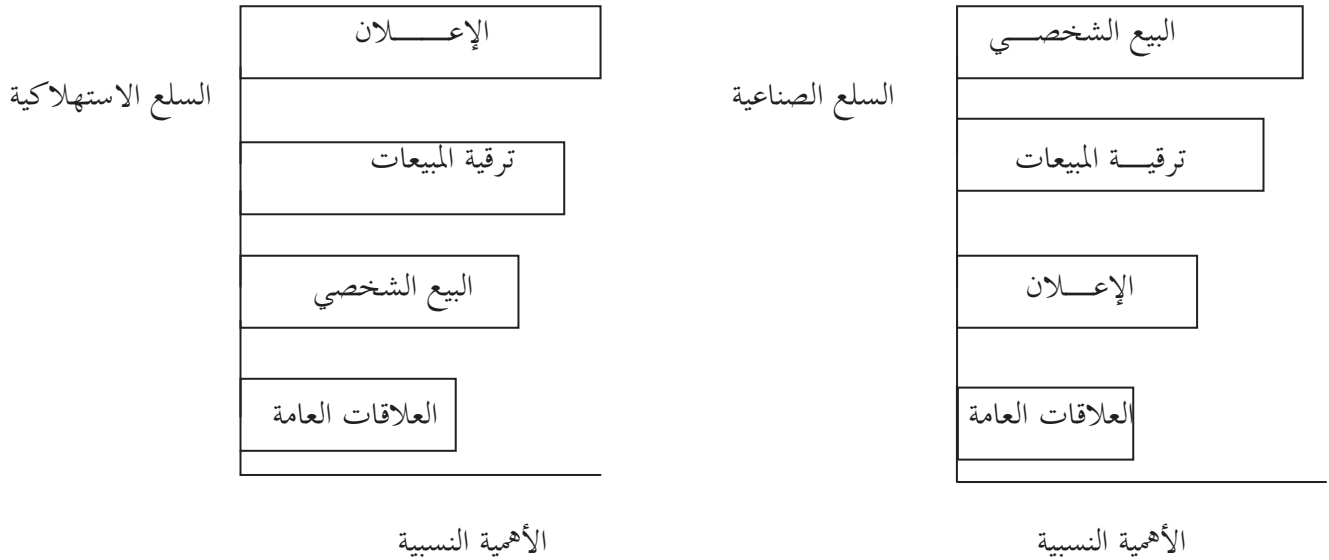 البيع الشخصي
السلع الصناعية
ترقية المبيعات
الإعلان
العلاقات العامة
الأهمية النسبية
الإعلان
السلع الاستهلاكية
ترقية المبيعات
البيع الشخصي
العلاقات العامة
الأهمية النسبية